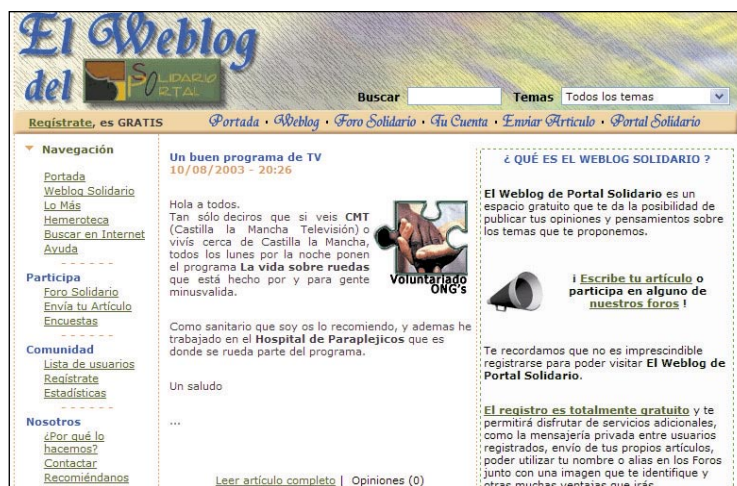 El Weblog
del SOLIDARIO
PORTAL
Buscar Temas Todos los temas
Regístrate, es GRATIS Portada · Weblog · Foro Solidario · Tu Cuenta · Enviar Articulo · Portal Solidario
Navegación
Portada
Weblog Solidario
Lo Más
Hemeroteca
Buscar en Internet
Ayuda
Participa
Foro Solidario
Envía tu Artículo
Encuestas
Comunidad
Lista de usuarios
Regístrate
Estadísticas
Nosotros
¿Por qué lo
hacemos?
Contactar
Recomiéndanos
Un buen programa de TV
10/08/2003 - 20:26
Hola a todos.
Tan sólo deciros que si veis CMT
(Castilla la Mancha Televisión) o
vivís cerca de Castilla la Mancha,
todos los lunes por la noche ponen
el programa La vida sobre ruedas
que está hecho por y para gente
minusvalida.
Voluntariado
ONG's
Como sanitario que soy os lo recomiendo, y ademas he
trabajado en el Hospital de Paraplejicos que es
donde se rueda parte del programa.
Un saludo
...
Leer artículo completo | Opiniones (0)
¿ QUÉ ES EL WEBLOG SOLIDARIO ?
El Weblog de Portal Solidario es un
espacio gratuito que te da la posibilidad de
publicar tus opiniones y pensamientos sobre
los temas que te proponemos.
¡ Escribe tu artículo o
participa en alguno de
nuestros foros !
Te recordamos que no es imprescindible
registrarse para poder visitar El Weblog de
Portal Solidario.
El registro es totalmente gratuito y te
permitirá disfrutar de servicios adicionales,
como la mensajería privada entre usuarios
registrados, envío de tus propios artículos,
poder utilizar tu nombre o alias en los Foros
junto con una imagen que te identifique y
otras muchas ventajas que irás